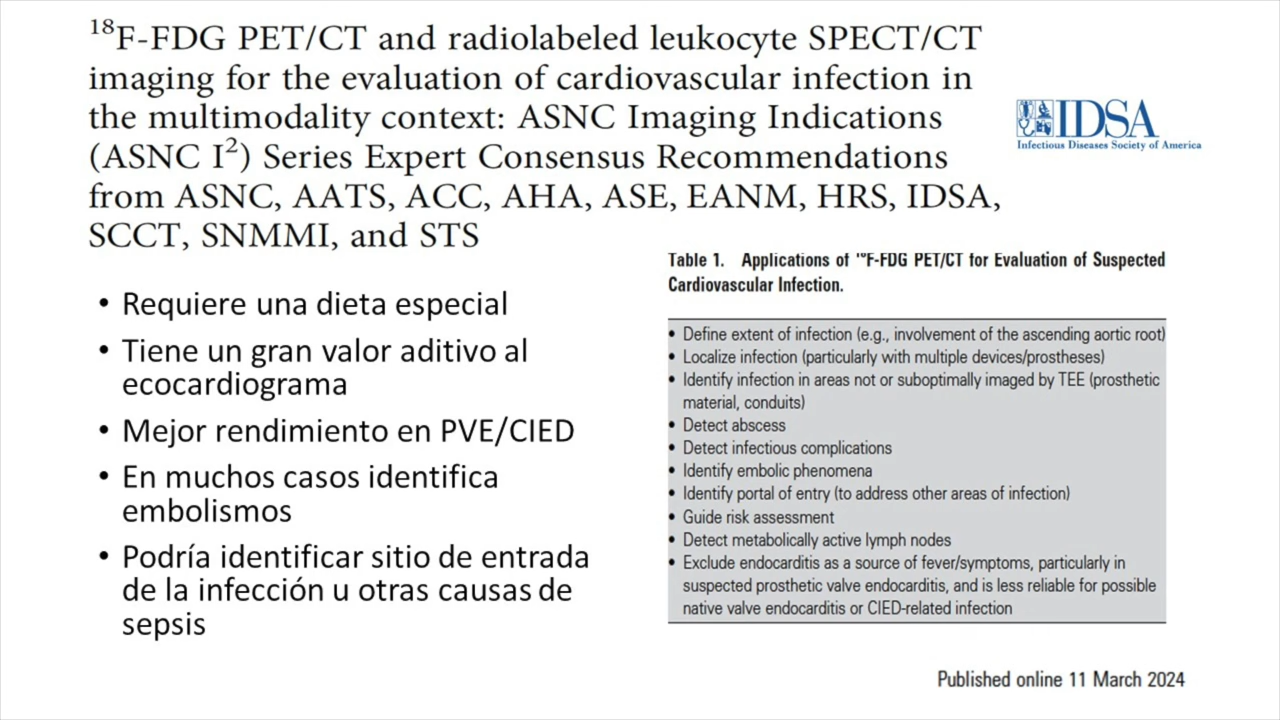 ¹⁸F-FDG PET/CT and radiolabeled leukocyte SPECT/CT
imaging for the evaluation of cardiovascular infection in
the multimodality context: ASNC Imaging Indications
(ASNC I²) Series Expert Consensus Recommendations
from ASNC, AATS, ACC, AHA, ASE, EANM, HRS, IDSA,
SCCT, SNMMI, and STS
IDSA
Infectious Diseases Society of America
• Requiere una dieta especial
• Tiene un gran valor aditivo al
ecocardiograma
• Mejor rendimiento en PVE/CIED
• En muchos casos identifica
embolismos
• Podría identificar sitio de entrada
de la infección u otras causas de
sepsis
Table 1. Applications of ¹⁸F-FDG PET/CT for Evaluation of Suspected
Cardiovascular Infection.
• Define extent of infection (e.g., involvement of the ascending aortic root)
• Localize infection (particularly with multiple devices/prostheses)
• Identify infection in areas not or suboptimally imaged by TEE (prosthetic
material, conduits)
• Detect abscess
• Detect infectious complications
• Identify embolic phenomena
• Identify portal of entry (to address other areas of infection)
• Guide risk assessment
• Detect metabolically active lymph nodes
• Exclude endocarditis as a source of fever/symptoms, particularly in
suspected prosthetic valve endocarditis, and is less reliable for possible
native valve endocarditis or CIED-related infection
Published online 11 March 2024